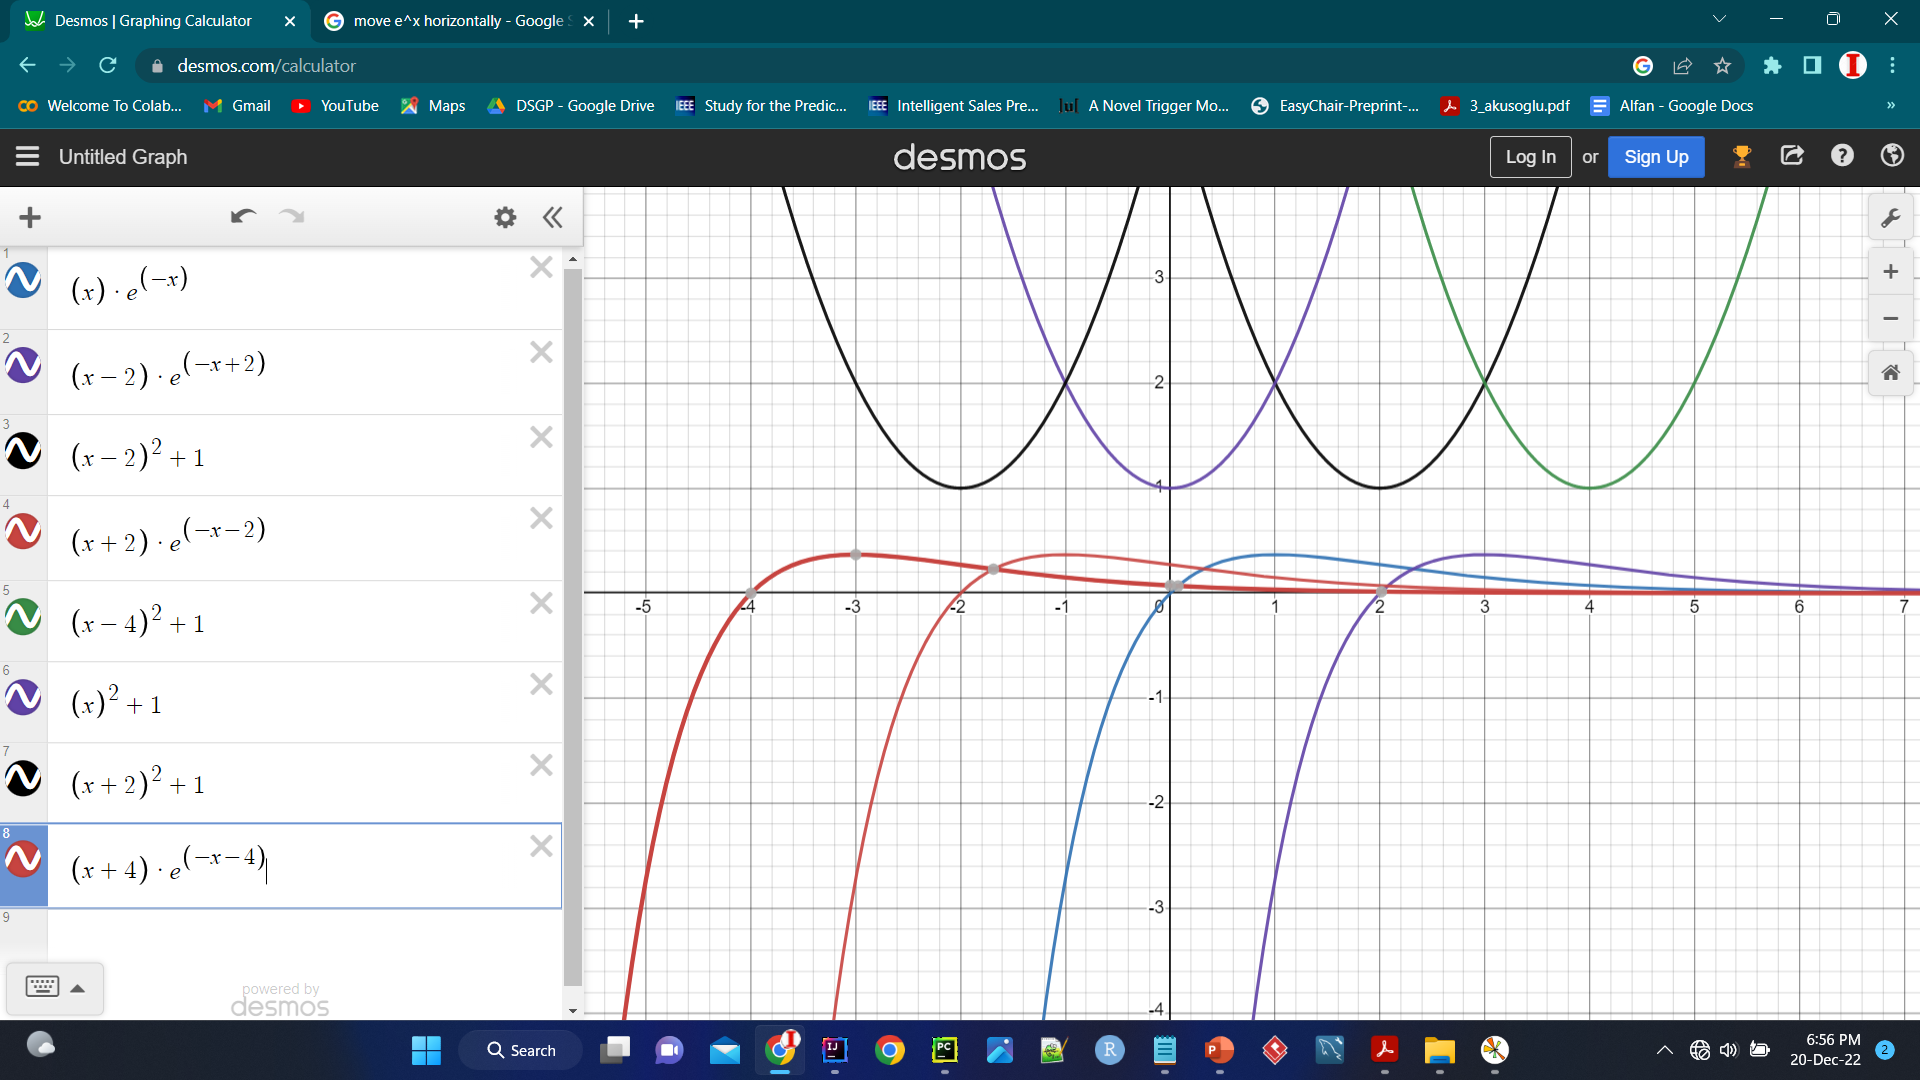 Desmos | Graphing Calculator
move e^x horizontally - Google S
desmos.com/calculator
Welcome To Colab...
Gmail
YouTube
Maps
DSGP - Google Drive
IEEE Study for the Predic...
IEEE Intelligent Sales Pre...
A Novel Trigger Mo...
EasyChair-Preprint-...
3_akusoglu.pdf
Alfan - Google Docs
»
Untitled Graph
desmos
Log In or Sign Up
1
(x) · e^(−x)
2
(x − 2) · e^(−x+2)
3
(x − 2)^2 + 1
4
(x + 2) · e^(−x−2)
5
(x − 4)^2 + 1
6
(x)^2 + 1
7
(x + 2)^2 + 1
8
(x + 4) · e^(−x−4)
9
powered by
desmos
3
2
1
-5 -4 -3 -2 -1 0 1 2 3 4 5 6 7
-1
-2
-3
-4
Search
IJ
PC
R
P
6:56 PM
20-Dec-22
2